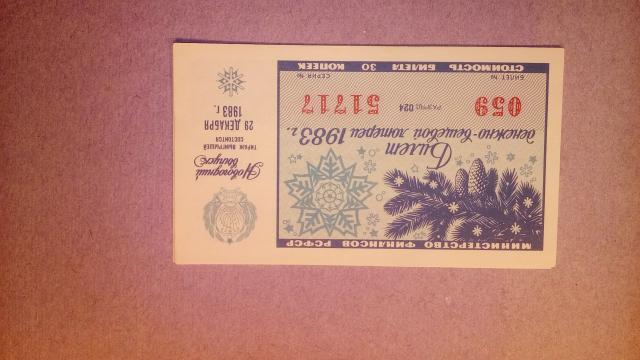 МИНИСТЕРСТВО ФИНАНСОВ РСФСР
Билет
денежно-вещевой лотереи 1983 г.
059 РАЗРЯД 024 51717
БИЛЕТ № СЕРИЯ №
СТОИМОСТЬ БИЛЕТА 30 КОПЕЕК
Новогодний
выпуск
ТИРАЖ ВЫИГРЫШЕЙ
СОСТОИТСЯ
29 ДЕКАБРЯ
1983 г.